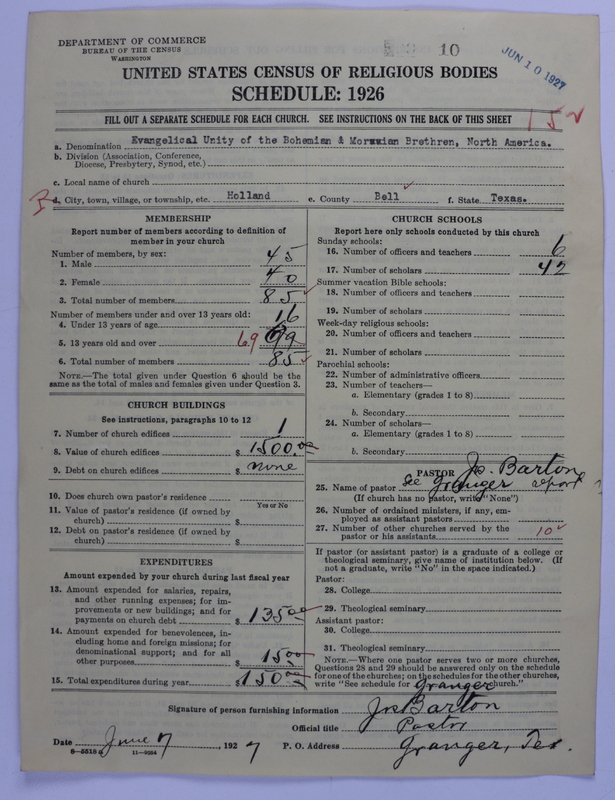 DEPARTMENT OF COMMERCE
BUREAU OF THE CENSUS
WASHINGTON
10
JUN 10 1927
UNITED STATES CENSUS OF RELIGIOUS BODIES
SCHEDULE: 1926
FILL OUT A SEPARATE SCHEDULE FOR EACH CHURCH. SEE INSTRUCTIONS ON THE BACK OF THIS SHEET
a. Denomination Evangelical Unity of the Bohemian & Morxxian Brethren, North America.
b. Division (Association, Conference,
Diocese, Presbytery, Synod, etc.)
c. Local name of church
d. City, town, village, or township, etc. Holland e. County Bell f. State Texas.
MEMBERSHIP
Report number of members according to definition of
member in your church
Number of members, by sex:
1. Male 45
2. Female 40
3. Total number of members 85
Number of members under and over 13 years old:
4. Under 13 years of age 16
5. 13 years old and over 69
6. Total number of members 85
NOTE.—The total given under Question 6 should be the
same as the total of males and females given under Question 3.
CHURCH BUILDINGS
See instructions, paragraphs 10 to 12
7. Number of church edifices 1
8. Value of church edifices $ 1500.00
9. Debt on church edifices $ none
10. Does church own pastor's residence
Yes or No
11. Value of pastor's residence (if owned by
church) $
12. Debt on pastor's residence (if owned by
church) $
EXPENDITURES
Amount expended by your church during last fiscal year
13. Amount expended for salaries, repairs,
and other running expenses; for im-
provements or new buildings; and for
payments on church debt $ 135.00
14. Amount expended for benevolences, in-
cluding home and foreign missions; for
denominational support; and for all
other purposes $ 15.00
15. Total expenditures during year $ 150.00
CHURCH SCHOOLS
Report here only schools conducted by this church
Sunday schools:
16. Number of officers and teachers 6
17. Number of scholars 42
Summer vacation Bible schools:
18. Number of officers and teachers
19. Number of scholars
Week-day religious schools:
20. Number of officers and teachers
21. Number of scholars
Parochial schools:
22. Number of administrative officers
23. Number of teachers—
a. Elementary (grades 1 to 8)
b. Secondary
24. Number of scholars—
a. Elementary (grades 1 to 8)
b. Secondary
PASTOR Jos. Barton
25. Name of pastor See Granger report
(If church has no pastor, write "None")
26. Number of ordained ministers, if any, em-
ployed as assistant pastors
27. Number of other churches served by the
pastor or his assistants 10
If pastor (or assistant pastor) is a graduate of a college or
theological seminary, give name of institution below. (If
not a graduate, write "No" in the space indicated.)
Pastor:
28. College
29. Theological seminary
Assistant pastor:
30. College
31. Theological seminary
NOTE.—Where one pastor serves two or more churches,
Questions 28 and 29 should be answered only on the schedule
for one of the churches; on the schedules for the other churches,
write "See schedule for Granger church."
Signature of person furnishing information Jos Barton
Official title Pastor
Date June 7, 1927 P. O. Address Granger, Tex.
8-5518a 11-9054